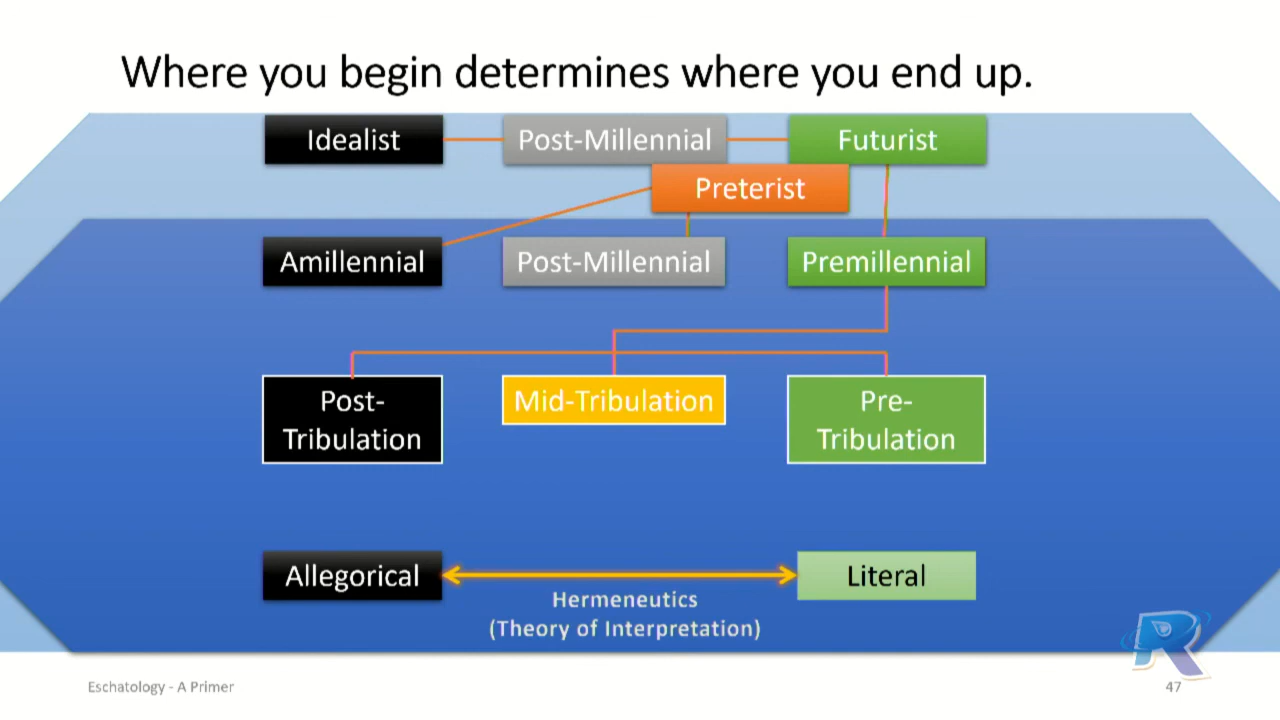 Where you begin determines where you end up.
Idealist
Post-Millennial
Futurist
Preterist
Amillennial
Post-Millennial
Premillennial
Post-
Tribulation
Mid-Tribulation
Pre-
Tribulation
Allegorical
Literal
Hermeneutics
(Theory of Interpretation)
R
Eschatology - A Primer
47